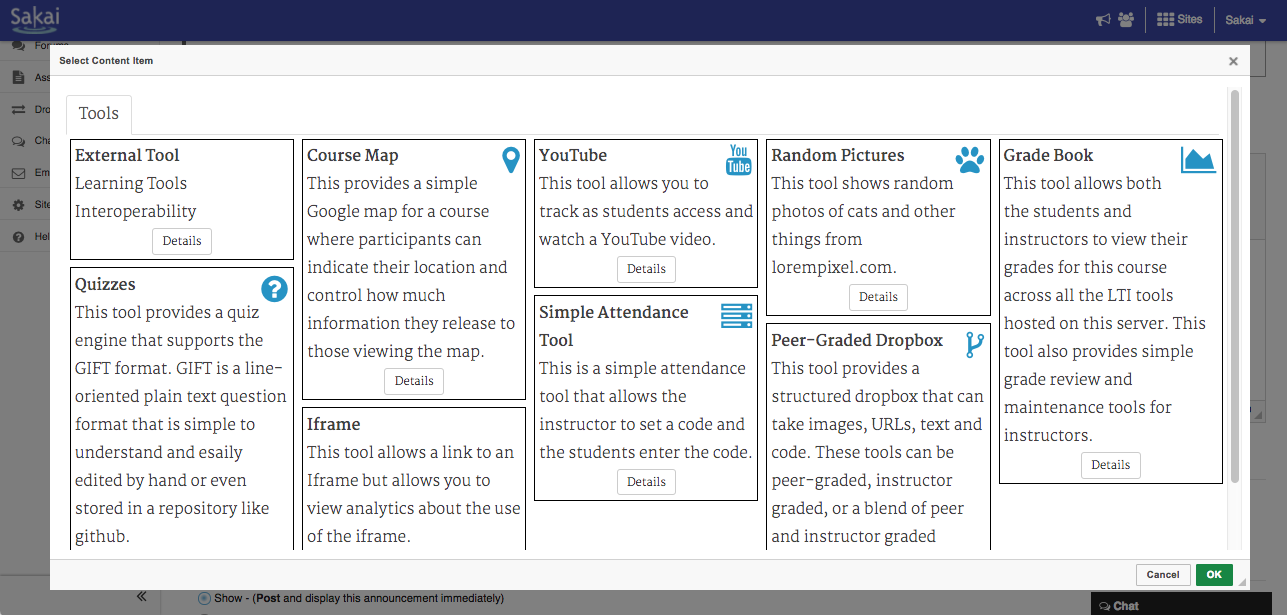 Sakai
Sites
Sakai
Select Content Item
×
Tools
External Tool
Learning Tools
Interoperability
Details
Quizzes
This tool provides a quiz
engine that supports the
GIFT format. GIFT is a line-
oriented plain text question
format that is simple to
understand and esaily
edited by hand or even
stored in a repository like
github.
Course Map
This provides a simple
Google map for a course
where participants can
indicate their location and
control how much
information they release to
those viewing the map.
Details
Iframe
This tool allows a link to an
Iframe but allows you to
view analytics about the use
of the iframe.
YouTube
You
Tube
This tool allows you to
track as students access and
watch a YouTube video.
Details
Simple Attendance
Tool
This is a simple attendance
tool that allows the
instructor to set a code and
the students enter the code.
Details
Random Pictures
This tool shows random
photos of cats and other
things from
lorempixel.com.
Details
Peer-Graded Dropbox
This tool provides a
structured dropbox that can
take images, URLs, text and
code. These tools can be
peer-graded, instructor
graded, or a blend of peer
and instructor graded
Grade Book
This tool allows both
the students and
instructors to view their
grades for this course
across all the LTI tools
hosted on this server. This
tool also provides simple
grade review and
maintenance tools for
instructors.
Details
Cancel
OK
Ass
Dro
Cha
Em
Site
Hel
«
Show - (Post and display this announcement immediately)
Chat